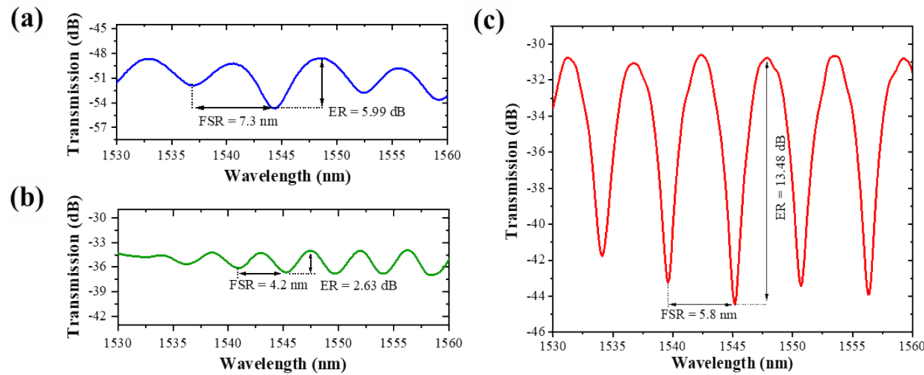 (a)
Transmission (dB)
-45
-48
-51
-54
-57
FSR = 7.3 nm
ER = 5.99 dB
1530 1535 1540 1545 1550 1555 1560
Wavelength (nm)
(b)
Transmission (dB)
-30
-33
-36
-39
-42
FSR = 4.2 nm
ER = 2.63 dB
1530 1535 1540 1545 1550 1555 1560
Wavelength (nm)
(c)
Transmission (dB)
-30
-32
-34
-36
-38
-40
-42
-44
-46
ER = 13.48 dB
FSR = 5.8 nm
1530 1535 1540 1545 1550 1555 1560
Wavelength (nm)